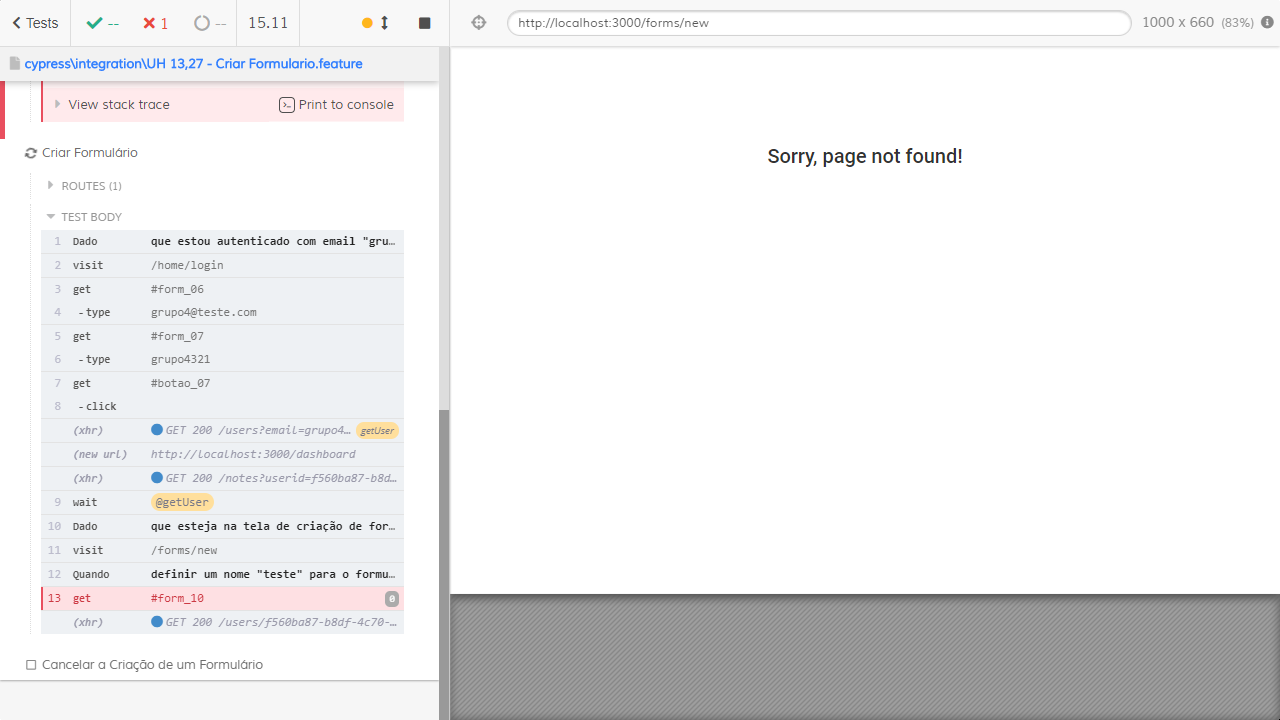 Tests
--
1
--
15.11
http://localhost:3000/forms/new
1000 x 660 (83%)
cypress\integration\UH 13,27 - Criar Formulario.feature
View stack trace
Print to console
Sorry, page not found!
Criar Formulário
ROUTES (1)
TEST BODY
1 Dado que estou autenticado com email "gru…
2 visit /home/login
3 get #form_06
4 -type grupo4@teste.com
5 get #form_07
6 -type grupo4321
7 get #botao_07
8 -click
(xhr) GET 200 /users?email=grupo4… getUser
(new url) http://localhost:3000/dashboard
(xhr) GET 200 /notes?userid=f560ba87-b8d…
9 wait @getUser
10 Dado que esteja na tela de criação de for…
11 visit /forms/new
12 Quando definir um nome "teste" para o formu…
13 get #form_10 0
(xhr) GET 200 /users/f560ba87-b8df-4c70-…
Cancelar a Criação de um Formulário